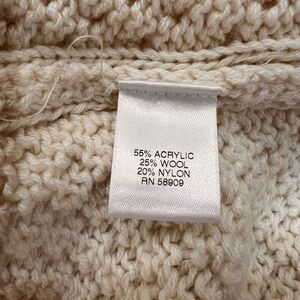 55% ACRYLIC
25% WOOL
20% NYLON
RN 58909